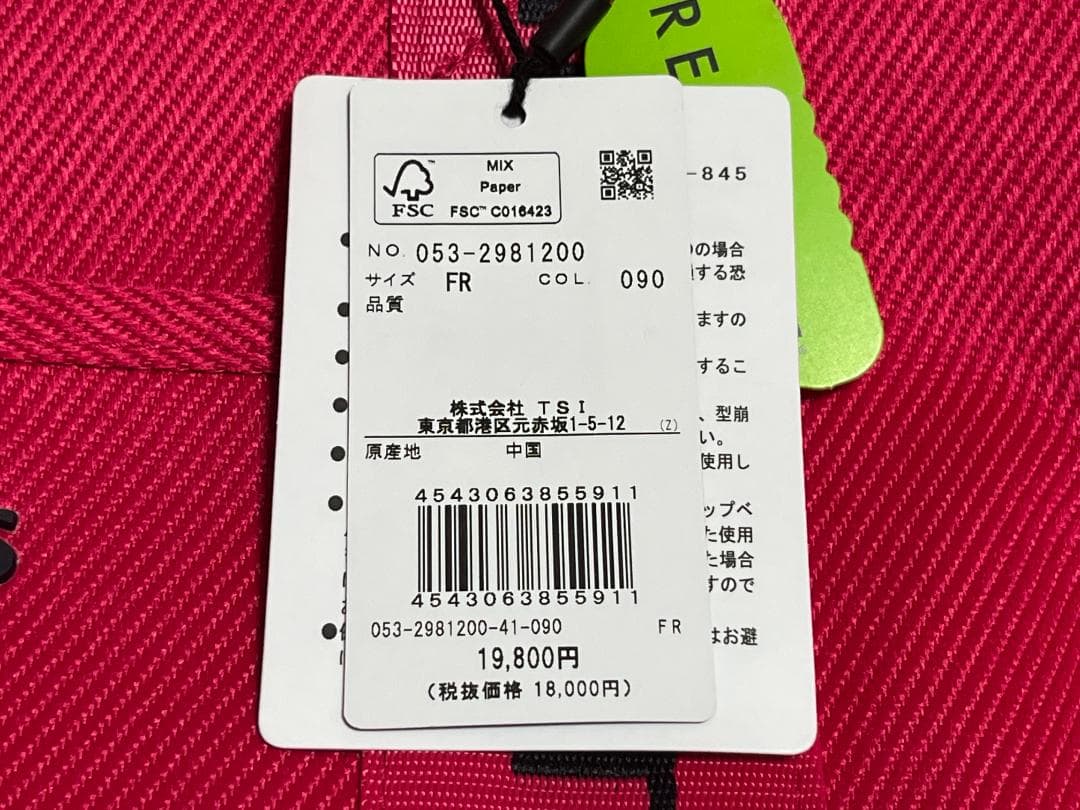 RE
MIX
Paper
FSC™ C016423
FSC
-845
NO. 053-2981200
サイズ FR COL. 090
品質
の場合
する恐
ますの
するこ
、型崩
い。
使用し
ップベ
た使用
た場合
すので
はお避
株式会社 TSI
東京都港区元赤坂1-5-12 (Z)
原産地 中国
4543063855911
4543063855911
053-2981200-41-090 FR
19,800円
(税抜価格 18,000円)